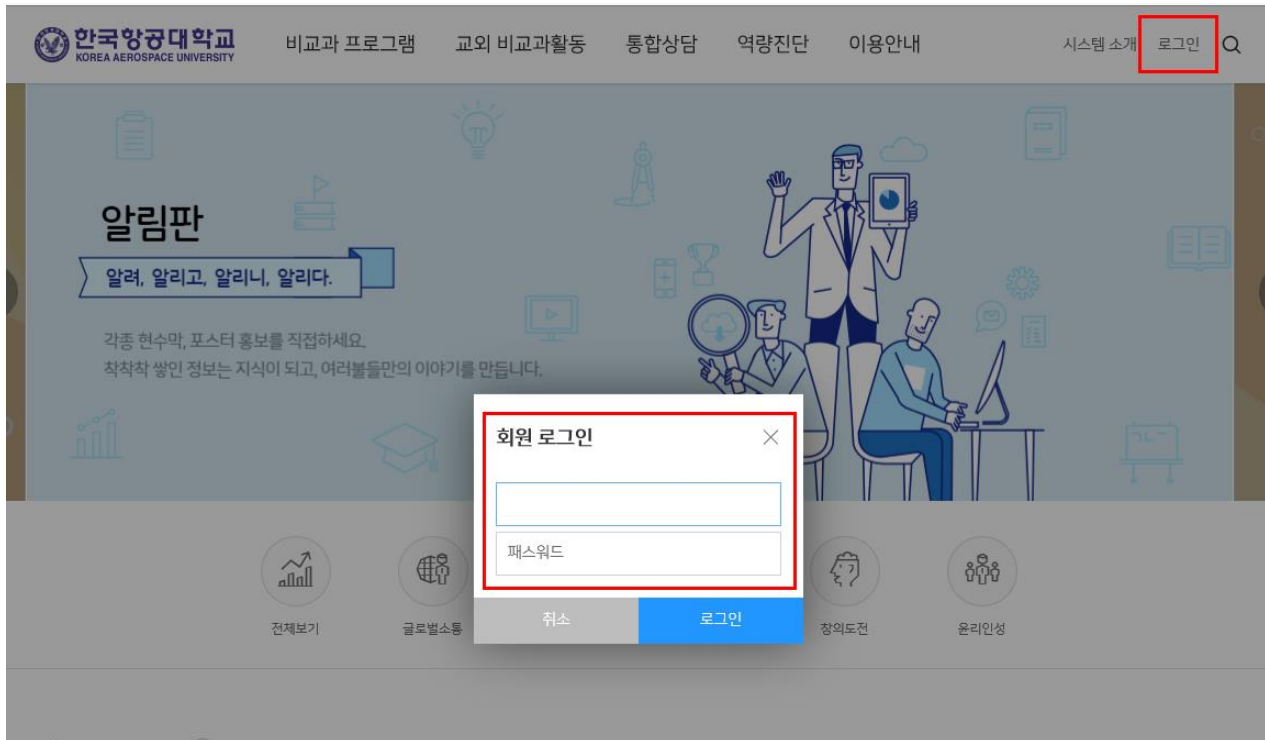 한국항공대학교
KOREA AEROSPACE UNIVERSITY
비교과 프로그램 교외 비교과활동 통합상담 역량진단 이용안내
시스템 소개 로그인
알림판
알려, 알리고, 알리니, 알리다.
각종 현수막, 포스터 홍보를 직접하세요.
착착착 쌓인 정보는 지식이 되고, 여러불들만의 이야기를 만듭니다.
회원 로그인
패스워드
취소 로그인
전체보기 글로벌소통 창의도전 윤리인성